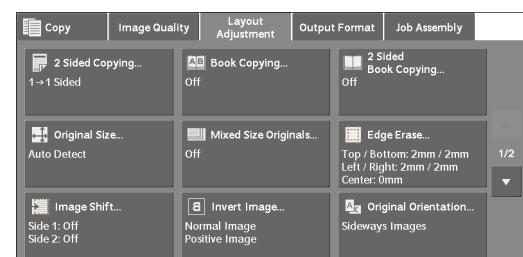 Copy
Image Quality
Layout
Adjustment
Output Format
Job Assembly
2 Sided Copying...
1→1 Sided
Book Copying...
Off
2 Sided
Book Copying...
Off
Original Size...
Auto Detect
Mixed Size Originals...
Off
Edge Erase...
Top / Bottom: 2mm / 2mm
Left / Right: 2mm / 2mm
Center: 0mm
1/2
Image Shift...
Side 1: Off
Side 2: Off
Invert Image...
Normal Image
Positive Image
Original Orientation...
Sideways Images